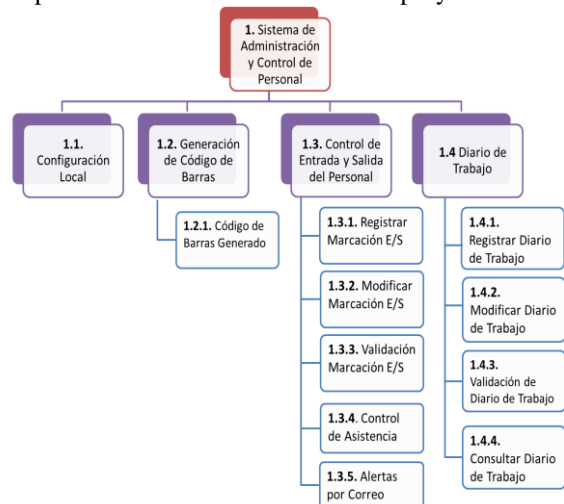 1. Sistema de
Administración
y Control de
Personal
1.1.
Configuración
Local
1.2. Generación
de Código de
Barras
1.3. Control de
Entrada y Salida
del Personal
1.4 Diario de
Trabajo
1.2.1. Código de
Barras Generado
1.3.1. Registrar
Marcación E/S
1.3.2. Modificar
Marcación E/S
1.3.3. Validación
Marcación E/S
1.3.4. Control
de Asistencia
1.3.5. Alertas
por Correo
1.4.1.
Registrar Diario
de Trabajo
1.4.2.
Modificar Diario
de Trabajo
1.4.3.
Validación de
Diario de Trabajo
1.4.4.
Consultar Diario
de Trabajo